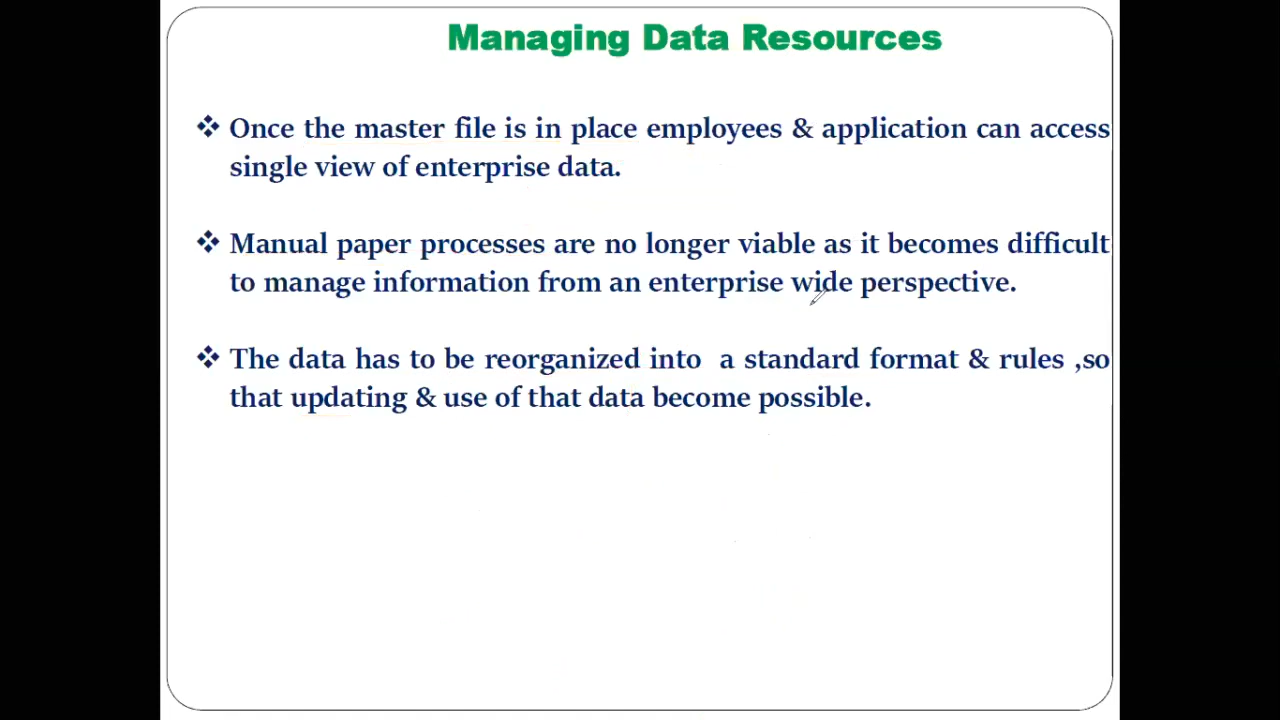 Managing Data Resources
❖ Once the master file is in place employees & application can access
single view of enterprise data.
❖ Manual paper processes are no longer viable as it becomes difficult
to manage information from an enterprise wide perspective.
❖ The data has to be reorganized into a standard format & rules ,so
that updating & use of that data become possible.